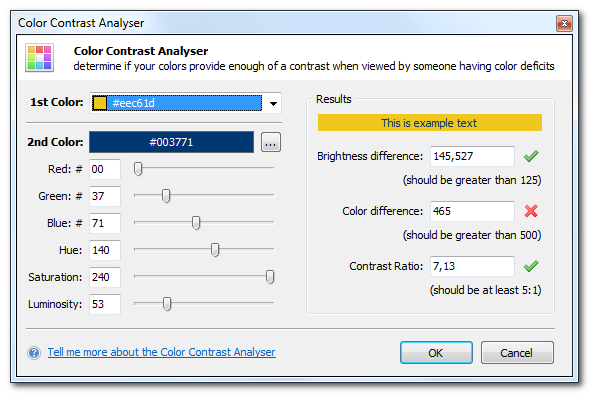 Color Contrast Analyser
Color Contrast Analyser
determine if your colors provide enough of a contrast when viewed by someone having color deficits
1st Color: #eec61d
2nd Color: #003771 ...
Red: # 00
Green: # 37
Blue: # 71
Hue: 140
Saturation: 240
Luminosity: 53
Results
This is example text
Brightness difference: 145,527
(should be greater than 125)
Color difference: 465
(should be greater than 500)
Contrast Ratio: 7,13
(should be at least 5:1)
? Tell me more about the Color Contrast Analyser
OK Cancel